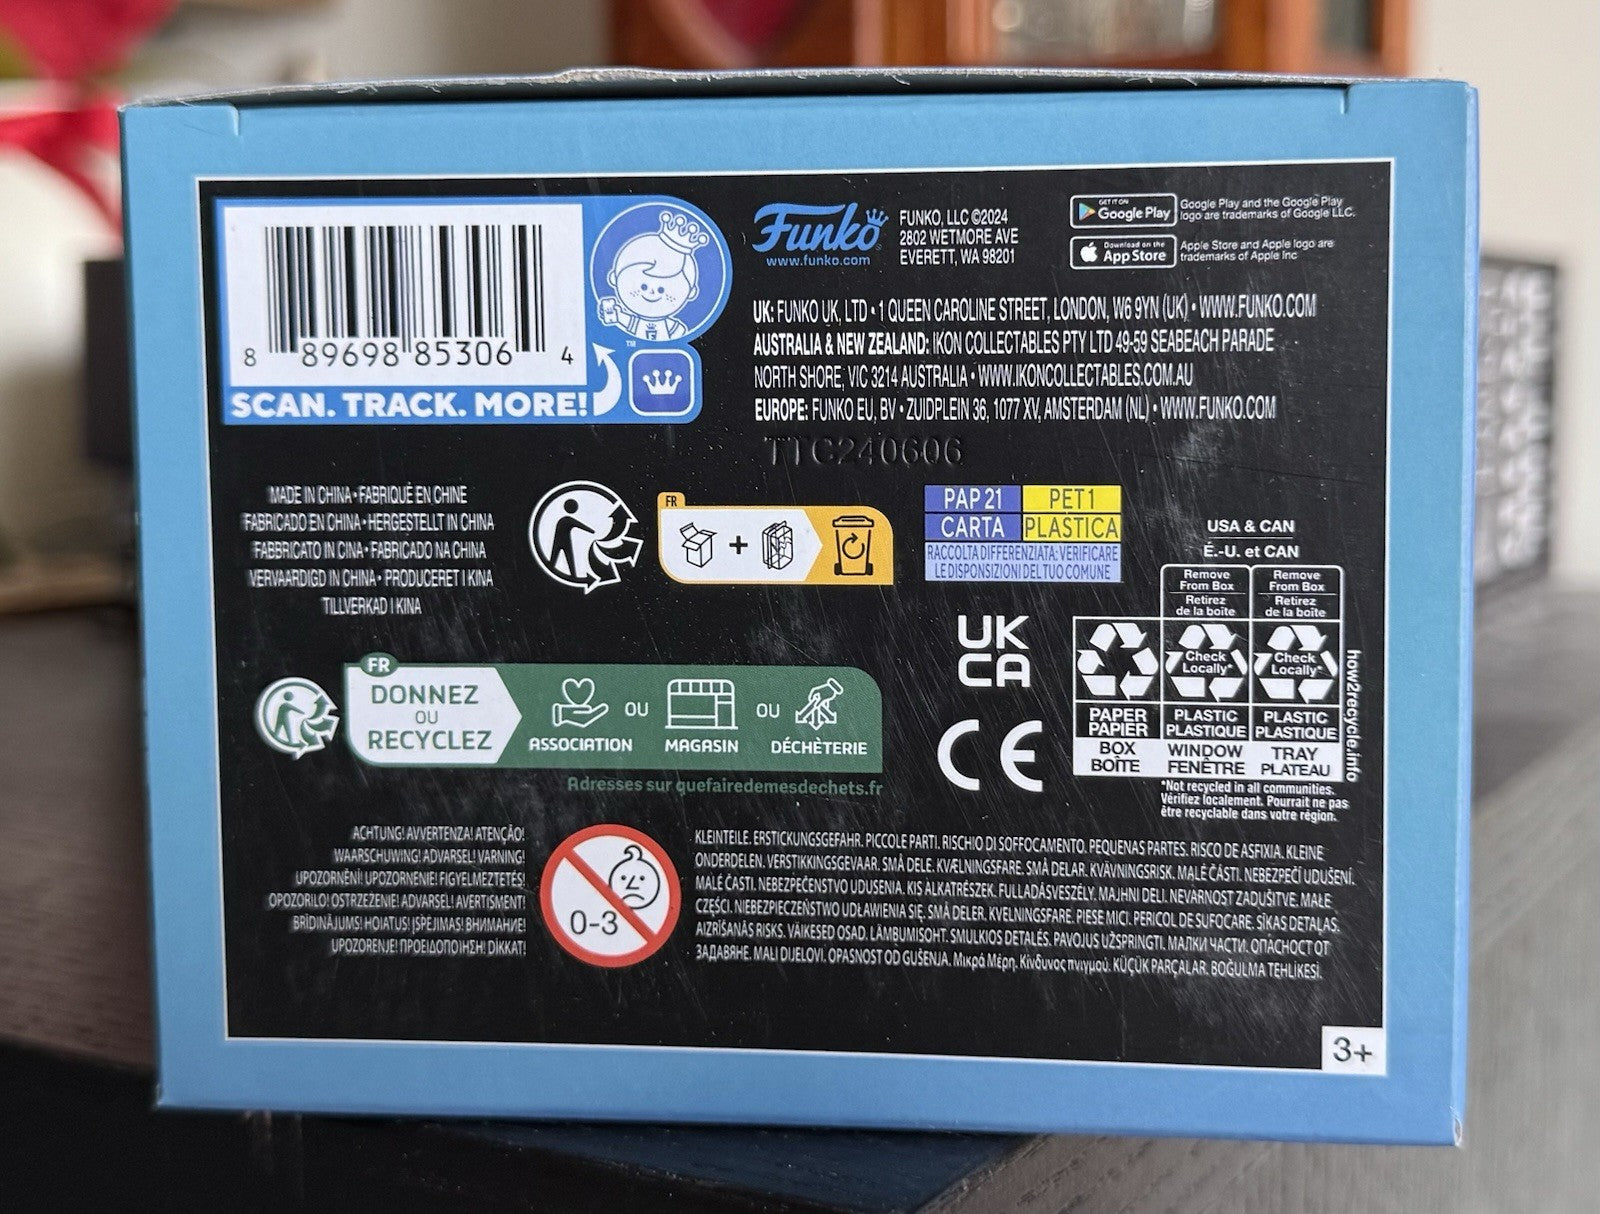 8 89698 85306 4
SCAN. TRACK. MORE!
TM
Funko
www.funko.com
FUNKO, LLC ©2024
2802 WETMORE AVE
EVERETT, WA 98201
GET IT ON
Google Play
Google Play and the Google Play
logo are trademarks of Google LLC.
Download on the
App Store
Apple Store and Apple logo are
trademarks of Apple Inc
UK: FUNKO UK, LTD • 1 QUEEN CAROLINE STREET, LONDON, W6 9YN (UK) • WWW.FUNKO.COM
AUSTRALIA & NEW ZEALAND: IKON COLLECTABLES PTY LTD 49-59 SEABEACH PARADE
NORTH SHORE, VIC 3214 AUSTRALIA • WWW.IKONCOLLECTABLES.COM.AU
EUROPE: FUNKO EU, BV • ZUIDPLEIN 36, 1077 XV, AMSTERDAM (NL) • WWW.FUNKO.COM
TTC240606
MADE IN CHINA • FABRIQUÉ EN CHINE
FABRICADO EN CHINA • HERGESTELLT IN CHINA
FABBRICATO IN CINA • FABRICADO NA CHINA
VERVAARDIGD IN CHINA • PRODUCERET I KINA
TILLVERKAD I KINA
FR
PAP 21 PET1
CARTA PLASTICA
RACCOLTA DIFFERENZIATA: VERIFICARE
LE DISPOSIZIONI DEL TUO COMUNE
USA & CAN
É.-U. et CAN
Remove
From Box
Retirez
de la boîte
Remove
From Box
Retirez
de la boîte
Check
Locally*
Check
Locally*
PAPER
PAPIER
PLASTIC
PLASTIQUE
PLASTIC
PLASTIQUE
BOX
BOÎTE
WINDOW
FENÊTRE
TRAY
PLATEAU
how2recycle.info
*Not recycled in all communities.
Vérifiez localement. Pourrait ne pas
être recyclable dans votre région.
UK
CA
CE
FR
DONNEZ
OU
RECYCLEZ
ASSOCIATION
OU
MAGASIN
OU
DÉCHÈTERIE
Adresses sur quefairedemesdechets.fr
ACHTUNG! AVVERTENZA! ATENÇÃO!
WAARSCHUWING! ADVARSEL! VARNING!
UPOZORNĚNÍ! UPOZORNENIE! FIGYELMEZTETÉS!
OPOZORILO! OSTRZEŻENIE! ADVARSEL! AVERTISMENT!
BRĪDINĀJUMS! HOIATUS! ĮSPĖJIMAS! ВНИМАНИЕ!
UPOZORENJE! ΠΡΟΕΙΔΟΠΟΙΗΣΗ! DİKKAT!
0-3
KLEINTEILE. ERSTICKUNGSGEFAHR. PICCOLE PARTI. RISCHIO DI SOFFOCAMENTO. PEQUENAS PARTES. RISCO DE ASFIXIA. KLEINE
ONDERDELEN. VERSTIKKINGSGEVAAR. SMÅ DELE. KVÆLNINGSFARE. SMÅ DELAR. KVÄVNINGSRISK. MALÉ ČÁSTI. NEBEZPEČÍ UDUŠENÍ.
MALÉ ČASTI. NEBEZPEČENSTVO UDUSENIA. KIS ALKATRÉSZEK. FULLADÁSVESZÉLY. MAJHNI DELI. NEVARNOST ZADUŠITVE. MAŁE
CZĘŚCI. NIEBEZPIECZEŃSTWO UDŁAWIENIA SIĘ. SMÅ DELER. KVELNINGSFARE. PIESE MICI. PERICOL DE SUFOCARE. SĪKAS DETAĻAS.
AIZRĪŠANĀS RISKS. VÄIKESED OSAD. LÄMBUMISOHT. SMULKIOS DETALĖS. PAVOJUS UŽSPRINGTI. МАЛКИ ЧАСТИ. ОПАСНОСТ ОТ
ЗАДАВЯНЕ. MALI DIJELOVI. OPASNOST OD GUŠENJA. Μικρά Μέρη. Κίνδυνος πνιγμού. KÜÇÜK PARÇALAR. BOĞULMA TEHLİKESİ.
3+